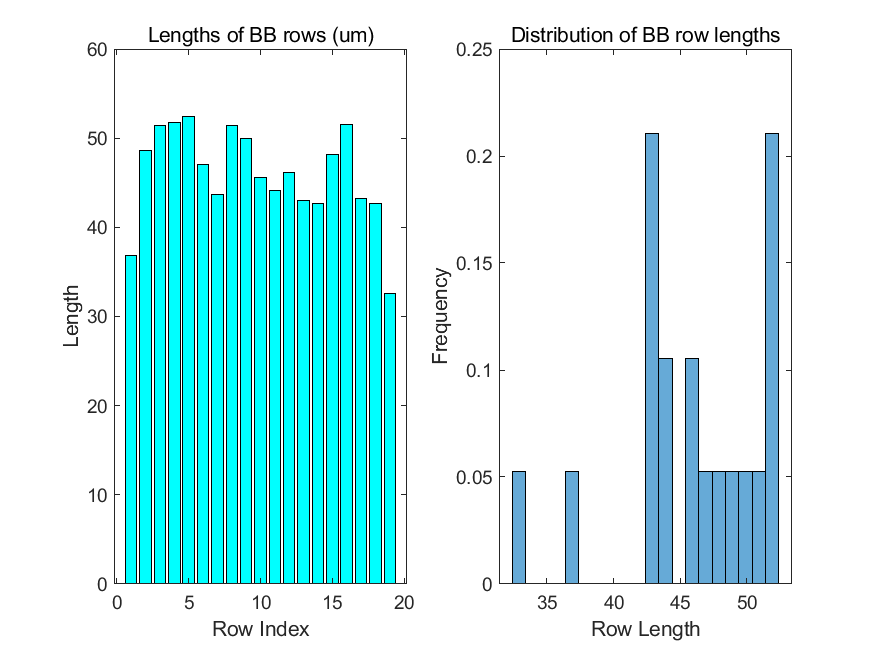 Lengths of BB rows (um)
60
50
40
30
20
10
0
Length
0 5 10 15 20
Row Index
Distribution of BB row lengths
0.25
0.2
0.15
0.1
0.05
0
Frequency
35 40 45 50
Row Length